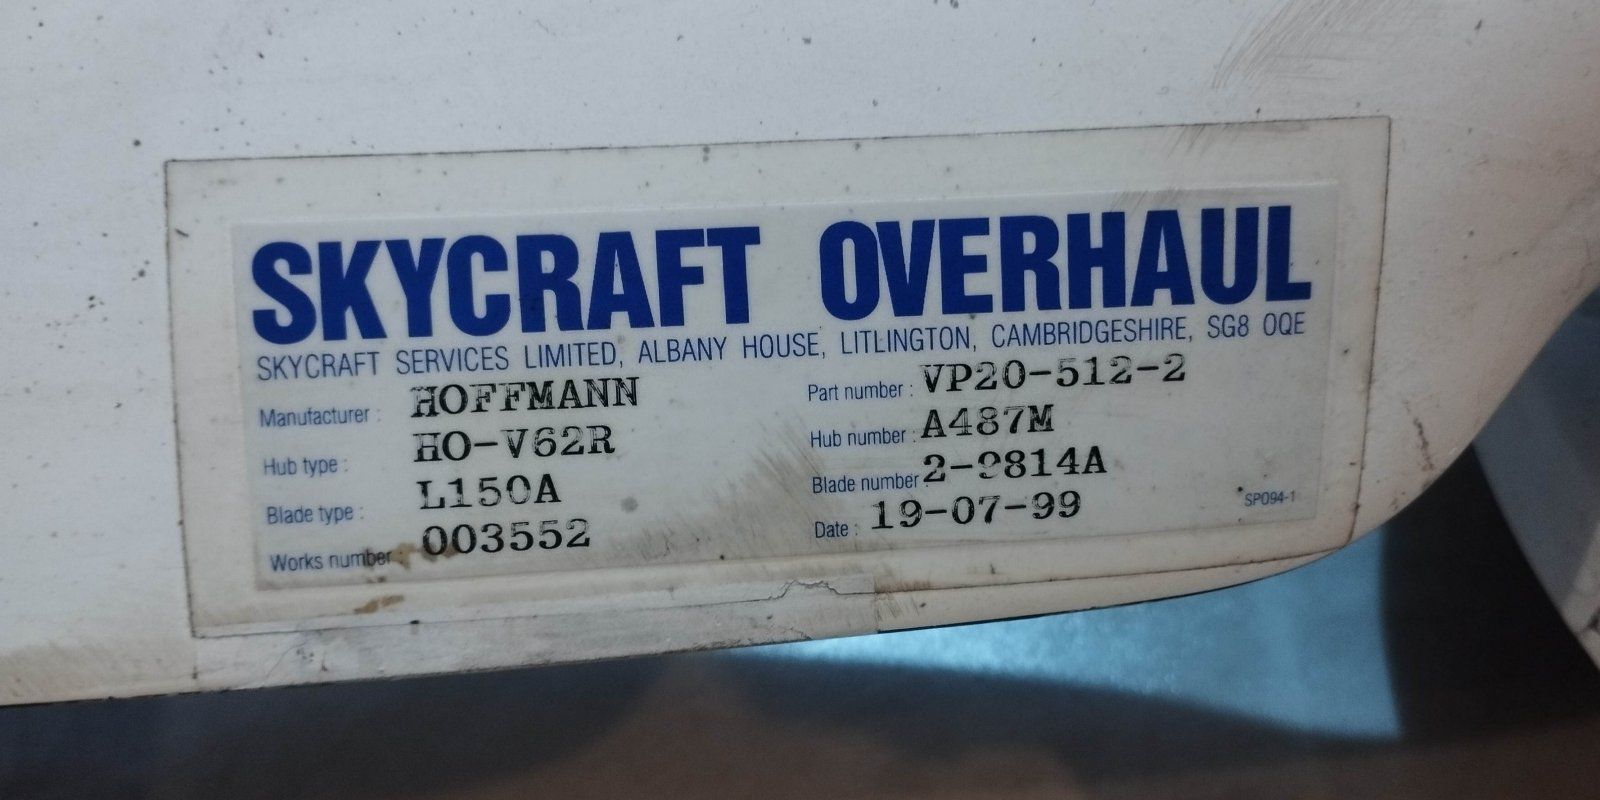 SKYCRAFT OVERHAUL
SKYCRAFT SERVICES LIMITED, ALBANY HOUSE, LITLINGTON, CAMBRIDGESHIRE, SG8 0QE
Manufacturer : HOFFMANN
Hub type : HO-V62R
Blade type : L150A
Works number : 003552
Part number : VP20-512-2
Hub number : A487M
Blade number : 2-9814A
Date : 19-07-99
SP094-1